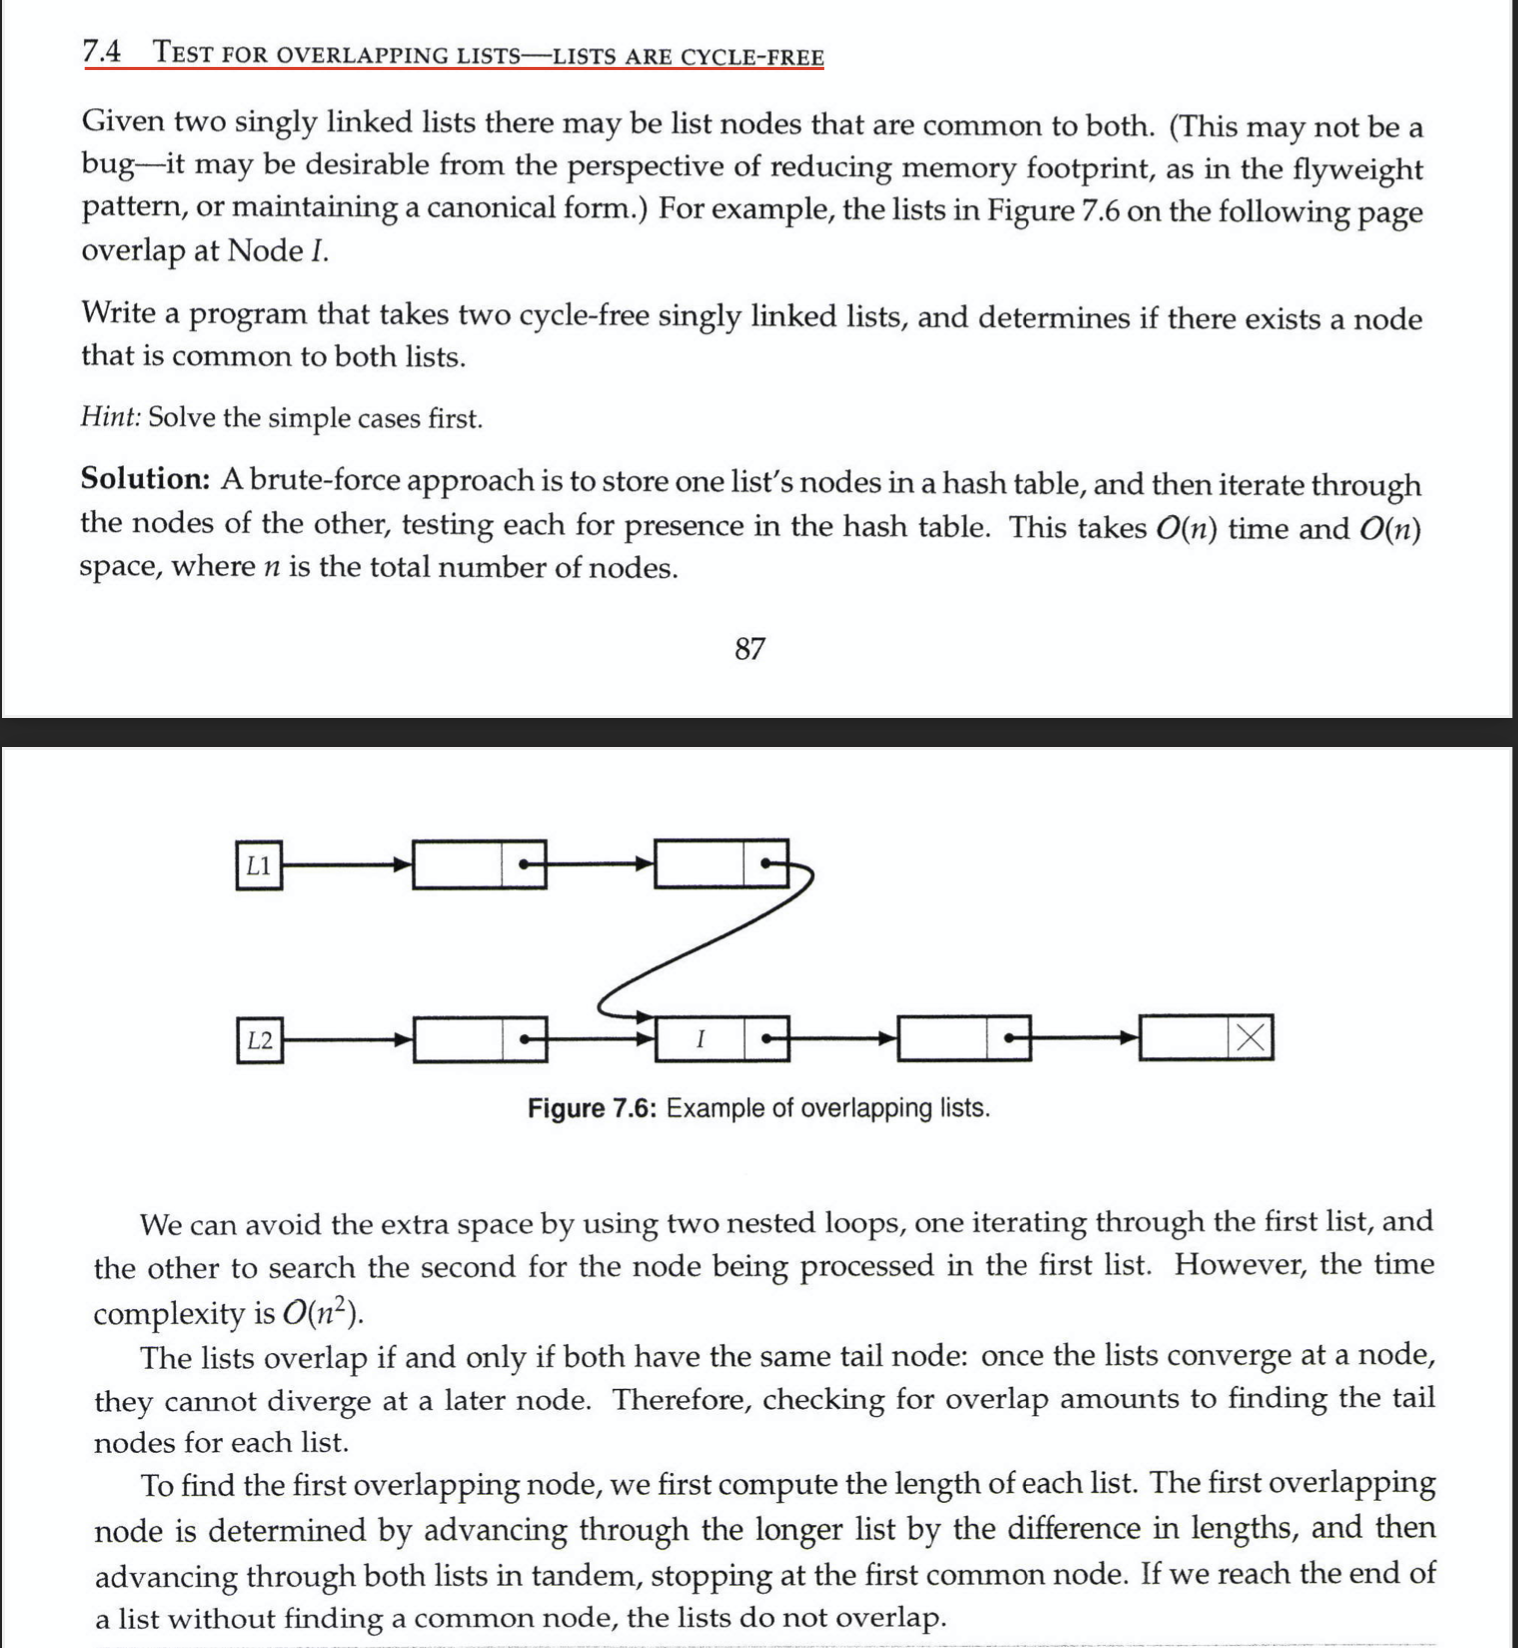 7.4 TEST FOR OVERLAPPING LISTS—LISTS ARE CYCLE-FREE
Given two singly linked lists there may be list nodes that are common to both. (This may not be a
bug—it may be desirable from the perspective of reducing memory footprint, as in the flyweight
pattern, or maintaining a canonical form.) For example, the lists in Figure 7.6 on the following page
overlap at Node I.
Write a program that takes two cycle-free singly linked lists, and determines if there exists a node
that is common to both lists.
Hint: Solve the simple cases first.
Solution: A brute-force approach is to store one list's nodes in a hash table, and then iterate through
the nodes of the other, testing each for presence in the hash table. This takes O(n) time and O(n)
space, where n is the total number of nodes.
87
L1
L2
I
Figure 7.6: Example of overlapping lists.
We can avoid the extra space by using two nested loops, one iterating through the first list, and
the other to search the second for the node being processed in the first list. However, the time
complexity is O(n²).
The lists overlap if and only if both have the same tail node: once the lists converge at a node,
they cannot diverge at a later node. Therefore, checking for overlap amounts to finding the tail
nodes for each list.
To find the first overlapping node, we first compute the length of each list. The first overlapping
node is determined by advancing through the longer list by the difference in lengths, and then
advancing through both lists in tandem, stopping at the first common node. If we reach the end of
a list without finding a common node, the lists do not overlap.